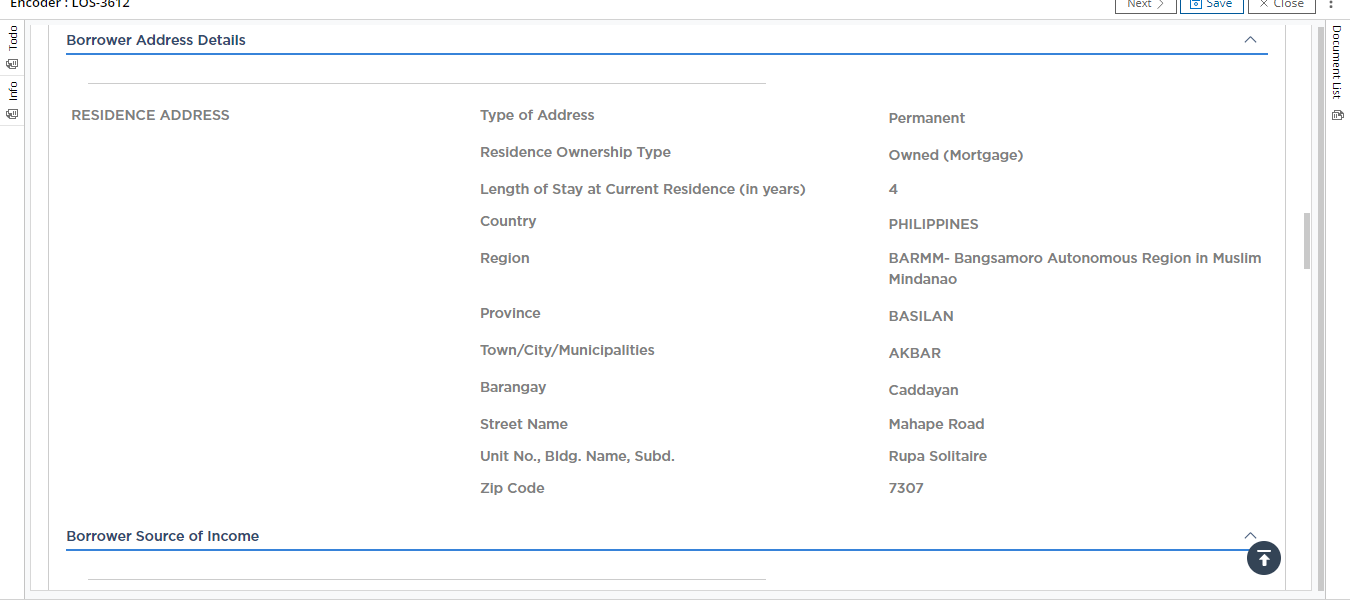 Encoder : LOS-3612
Next
Save
Close
Todo
Info
Document List
Borrower Address Details
RESIDENCE ADDRESS
Type of Address Permanent
Residence Ownership Type Owned (Mortgage)
Length of Stay at Current Residence (in years) 4
Country PHILIPPINES
Region BARMM- Bangsamoro Autonomous Region in Muslim
Mindanao
Province BASILAN
Town/City/Municipalities AKBAR
Barangay Caddayan
Street Name Mahape Road
Unit No., Bldg. Name, Subd. Rupa Solitaire
Zip Code 7307
Borrower Source of Income